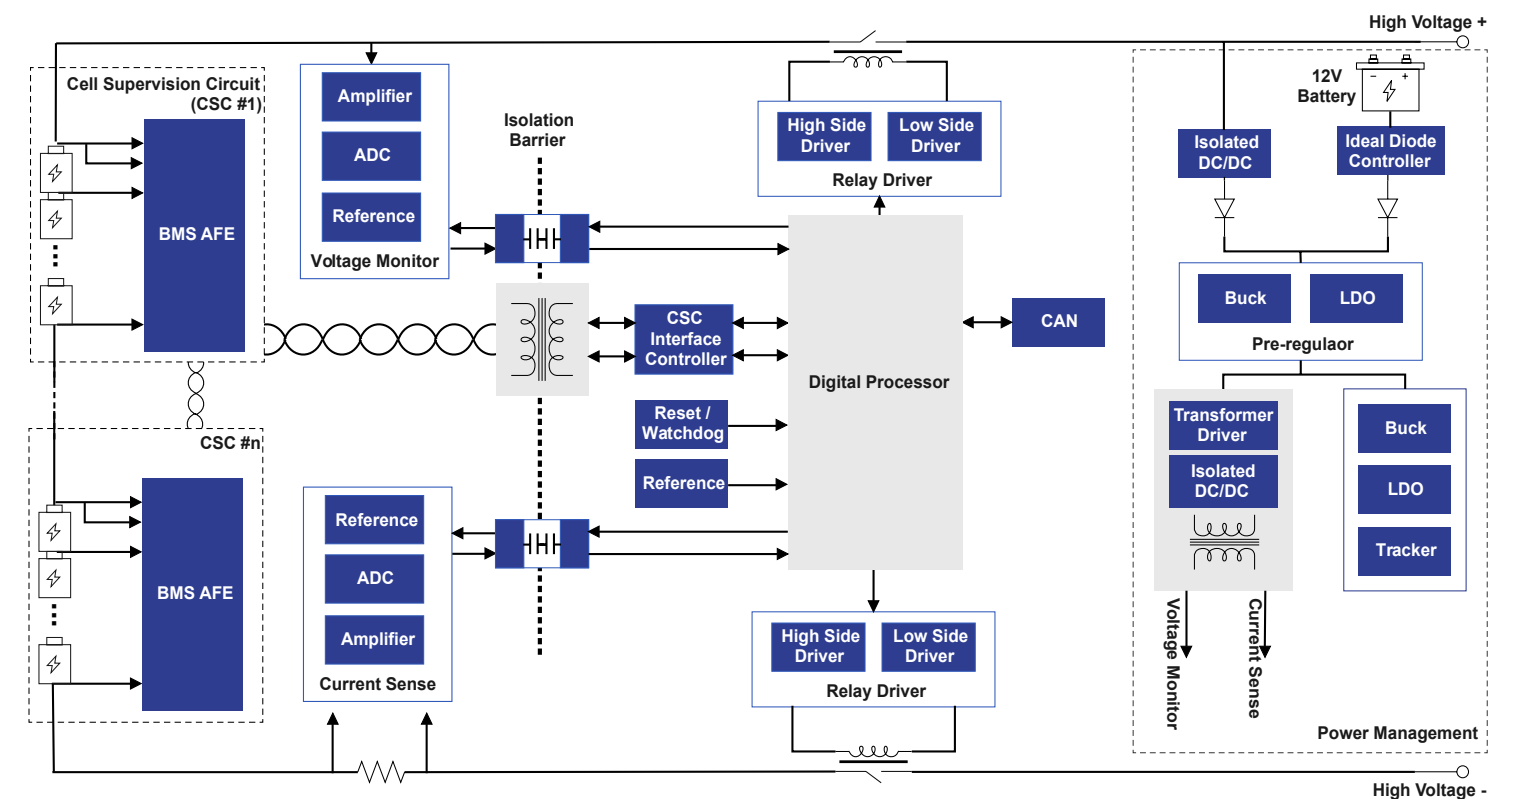 High Voltage +
Cell Supervision Circuit
(CSC #1)
BMS AFE
Amplifier
ADC
Reference
Voltage Monitor
Isolation
Barrier
High Side
Driver
Low Side
Driver
Relay Driver
12V
Battery
- +
Isolated
DC/DC
Ideal Diode
Controller
Buck
LDO
Pre-regulaor
CSC
Interface
Controller
Digital Processor
CAN
Reset /
Watchdog
Reference
CSC #n
BMS AFE
Reference
ADC
Amplifier
Current Sense
High Side
Driver
Low Side
Driver
Relay Driver
Transformer
Driver
Isolated
DC/DC
Buck
LDO
Tracker
Voltage Monitor
Current Sense
Power Management
High Voltage -